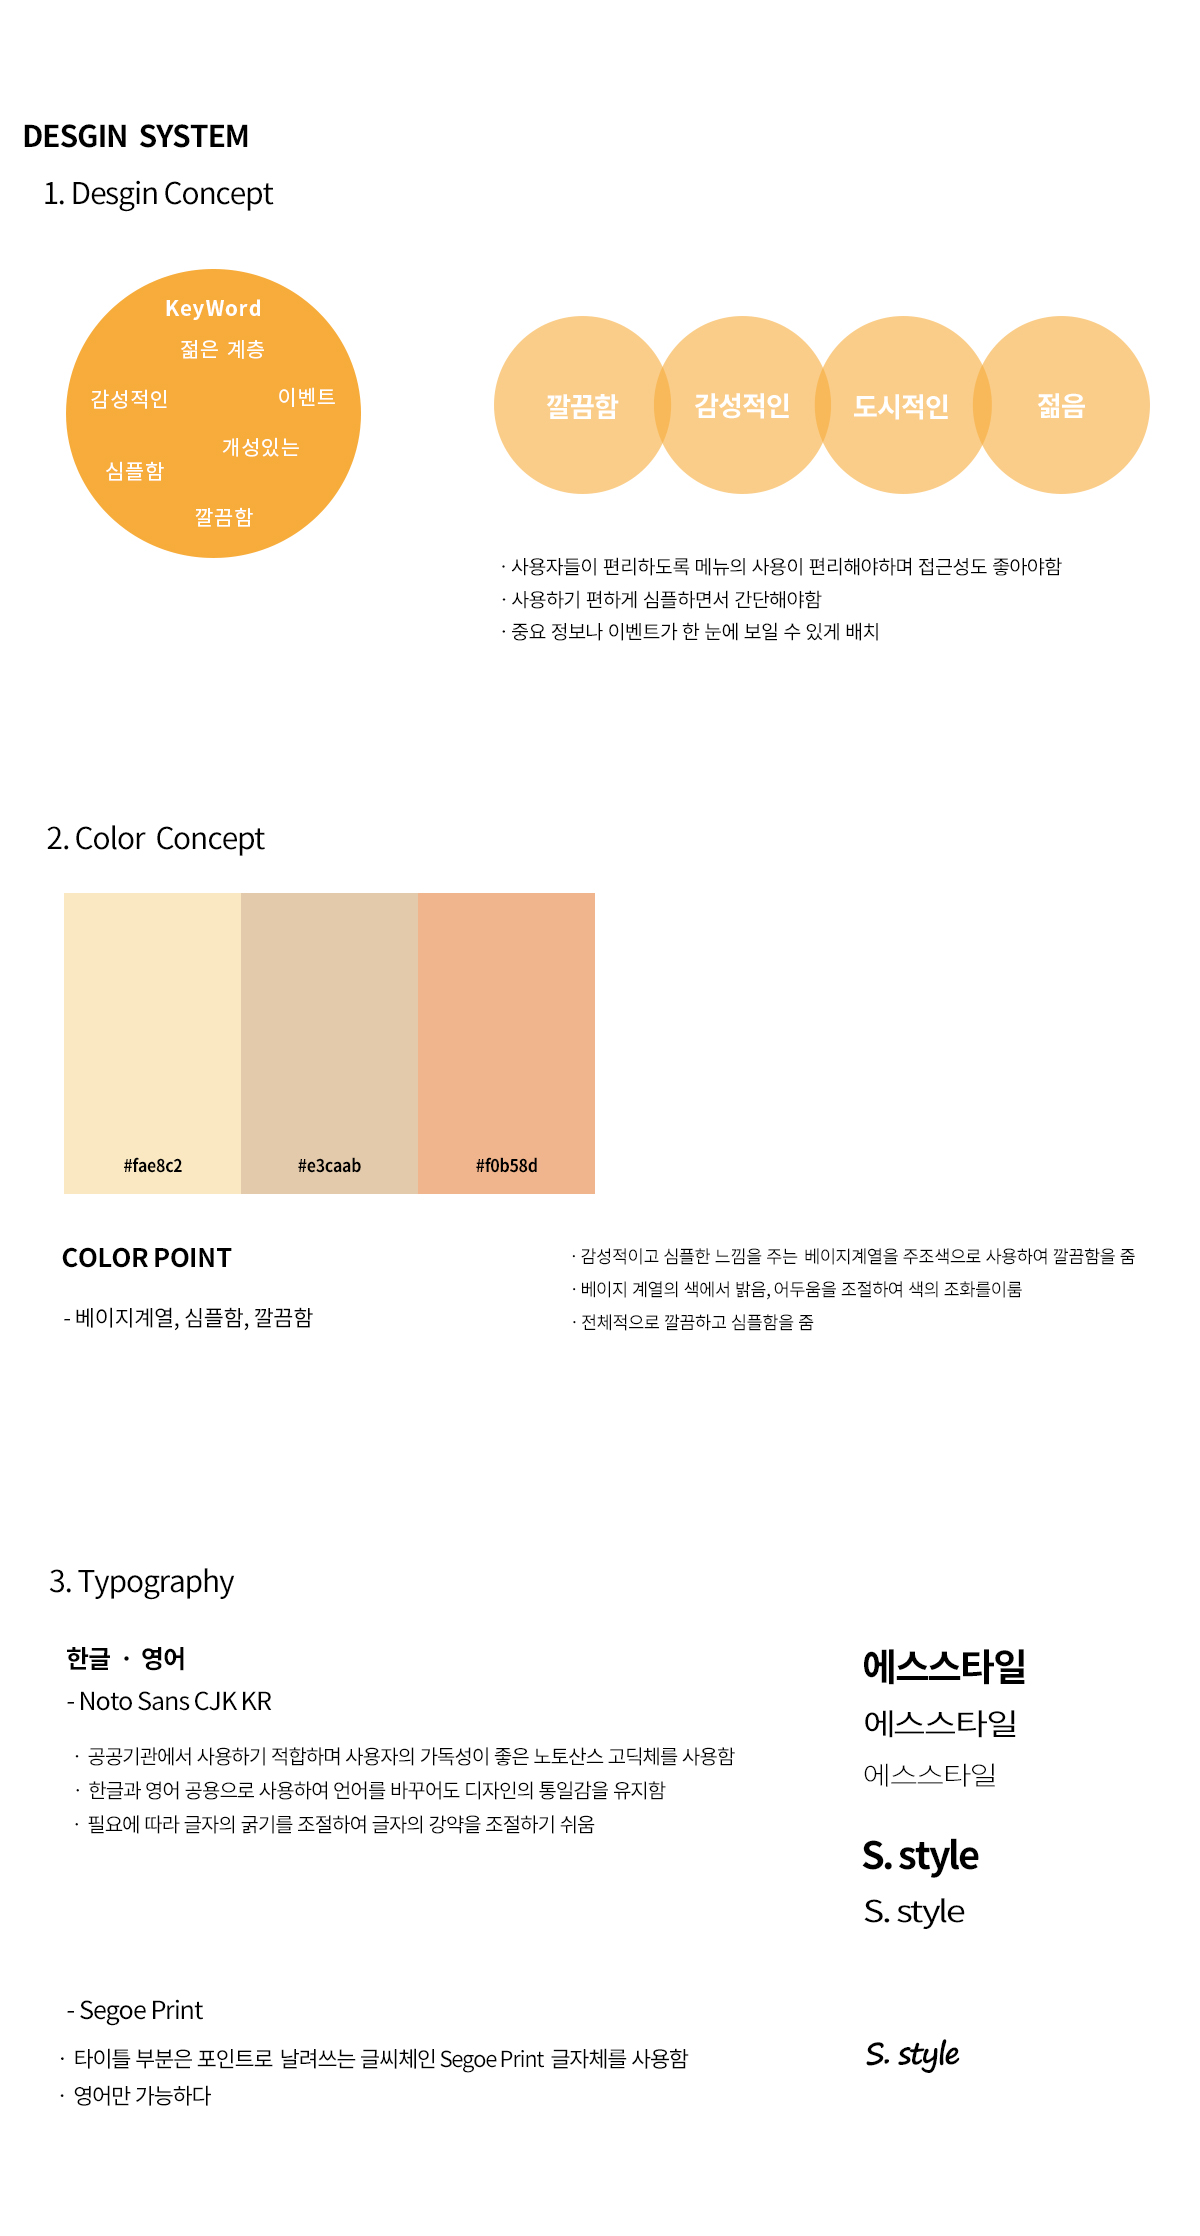 DESGIN SYSTEM
1. Desgin Concept
KeyWord
젊은 계층
감성적인
이벤트
개성있는
심플함
깔끔함
깔끔함
감성적인
도시적인
젊음
· 사용자들이 편리하도록 메뉴의 사용이 편리해야하며 접근성도 좋아야함
· 사용하기 편하게 심플하면서 간단해야함
· 중요 정보나 이벤트가 한 눈에 보일 수 있게 배치
2. Color Concept
#fae8c2
#e3caab
#f0b58d
COLOR POINT
- 베이지계열, 심플함, 깔끔함
· 감성적이고 심플한 느낌을 주는 베이지계열을 주조색으로 사용하여 깔끔함을 줌
· 베이지 계열의 색에서 밝음, 어두움을 조절하여 색의 조화를이룸
· 전체적으로 깔끔하고 심플함을 줌
3. Typography
한글 · 영어
- Noto Sans CJK KR
· 공공기관에서 사용하기 적합하며 사용자의 가독성이 좋은 노토산스 고딕체를 사용함
· 한글과 영어 공용으로 사용하여 언어를 바꾸어도 디자인의 통일감을 유지함
· 필요에 따라 글자의 굵기를 조절하여 글자의 강약을 조절하기 쉬움
에스스타일
에스스타일
에스스타일
S. style
S. style
- Segoe Print
· 타이틀 부분은 포인트로 날려쓰는 글씨체인 Segoe Print 글자체를 사용함
· 영어만 가능하다
S. style